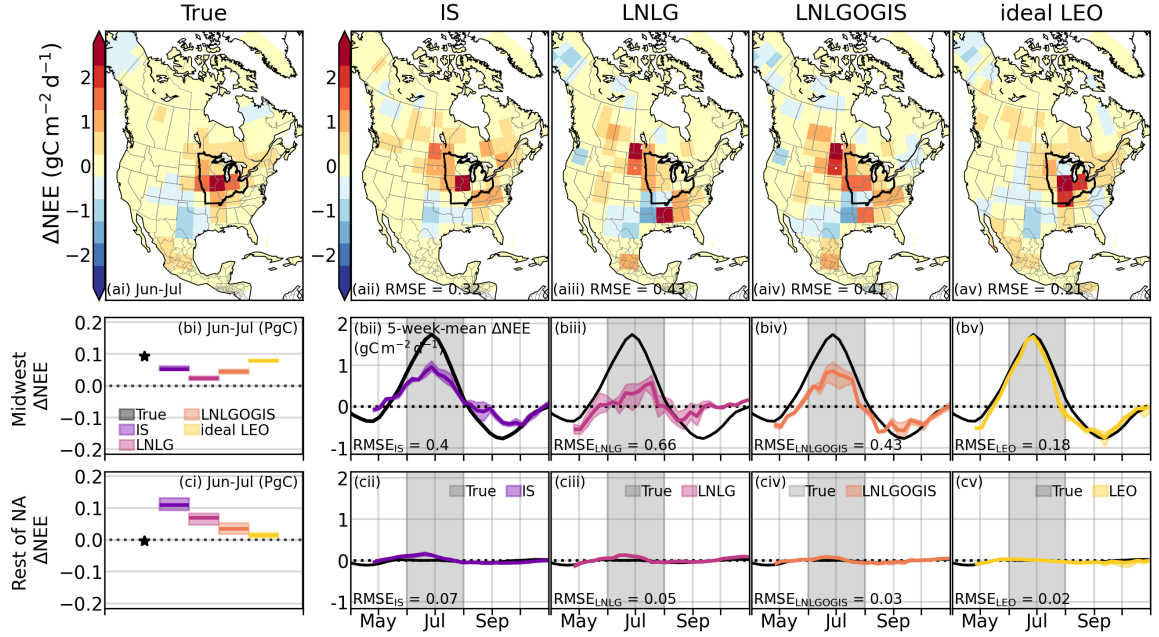 True
IS
LNLG
LNLGOGIS
ideal LEO
ΔNEE (gC m⁻² d⁻¹)
2
1
0
−1
−2
2
1
0
−1
−2
(ai) Jun-Jul
(aii) RMSE = 0.32
(aiii) RMSE = 0.43
(aiv) RMSE = 0.41
(av) RMSE = 0.21
Midwest
ΔNEE
0.2
0.1
0.0
−0.1
−0.2
(bi) Jun-Jul (PgC)
True
IS
LNLG
LNLGOGIS
ideal LEO
2
1
0
-1
(bii) 5-week-mean ΔNEE
(gC m⁻² d⁻¹)
RMSE_IS = 0.4
(biii)
RMSE_LNLG = 0.66
(biv)
RMSE_LNLGOGIS = 0.43
(bv)
RMSE_LEO = 0.18
Rest of NA
ΔNEE
0.2
0.1
0.0
−0.1
−0.2
(ci) Jun-Jul (PgC)
2
1
0
-1
(cii)
True
IS
RMSE_IS = 0.07
(ciii)
True
LNLG
RMSE_LNLG = 0.05
(civ)
True
LNLGOGIS
RMSE_LNLGOGIS = 0.03
(cv)
True
LEO
RMSE_LEO = 0.02
May Jul Sep
May Jul Sep
May Jul Sep
May Jul Sep